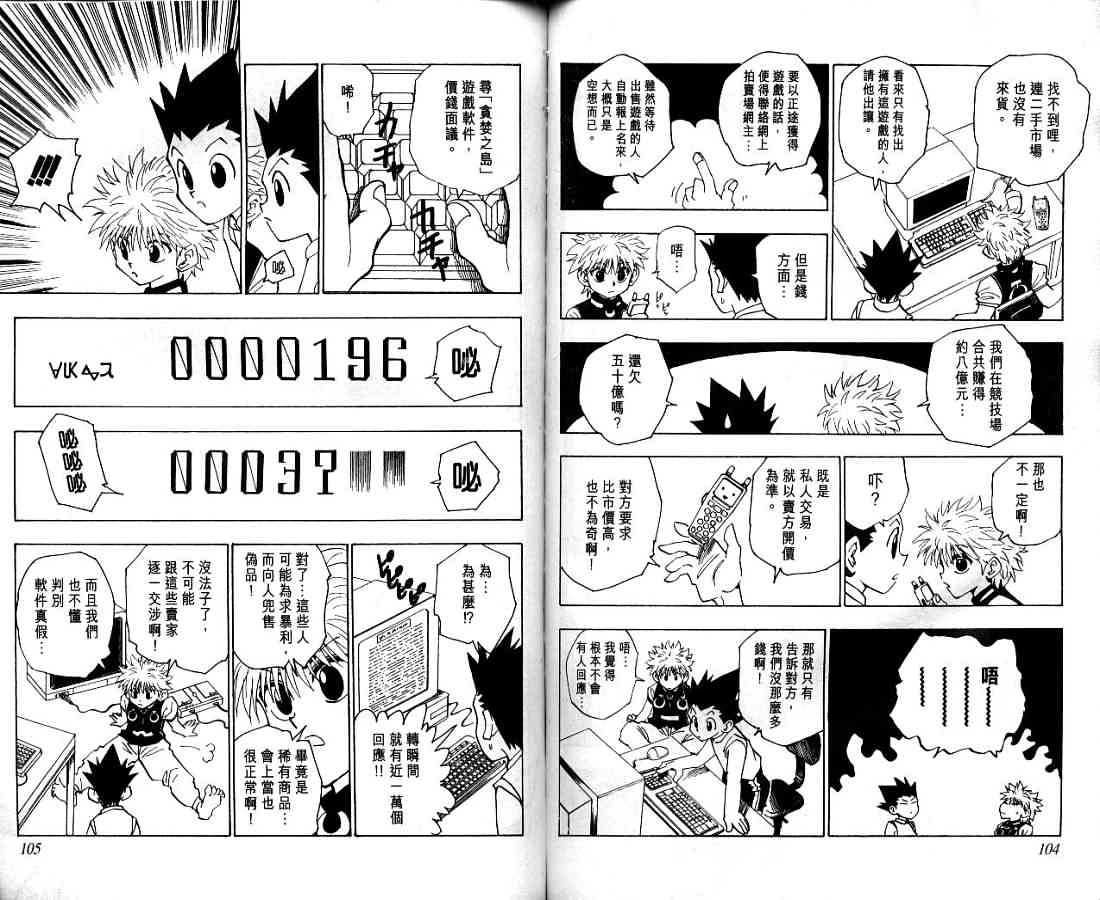 找不到哩，
連二手市場
也沒有
來貨。
看來只有找出
擁有這遊戲的人
請他出讓。
要以正途獲得
遊戲的話，
便得聯絡網上
拍賣場網主…
雖然等待
出售遊戲的人
自動報上名來，
大概只是
空想而已。
但是錢
方面…
唔…
我們在競技場
合共賺得
約八億元…
還欠
五十億嗎？
那也
不一定啊！
吓？
既是
私人交易，
就以賣方開價
為準。
對方要求
比市價高，
也不為奇啊！
唔
那就只有
告訴對方，
我們沒那麼多
錢啊！
唔…
我覺得
根本不會
有人回應…
104
尋「貪婪之島」
遊戲軟件，
價錢面議。
唏！
カチャ
カチャ
咇
!!!
0000196
咇
00037
咇
咇
咇
咇
為…
為甚麼!?
轉瞬間
就有近一萬個
回應!!
對了…這些人
可能為求暴利，
而向人兜售
偽品！
畢竟是
稀有商品…
會上當也
很正常啊！
沒法子了，
不可能
跟這些賣家
逐一交涉啊！
而且我們
也不懂
判別
軟件真假…
105